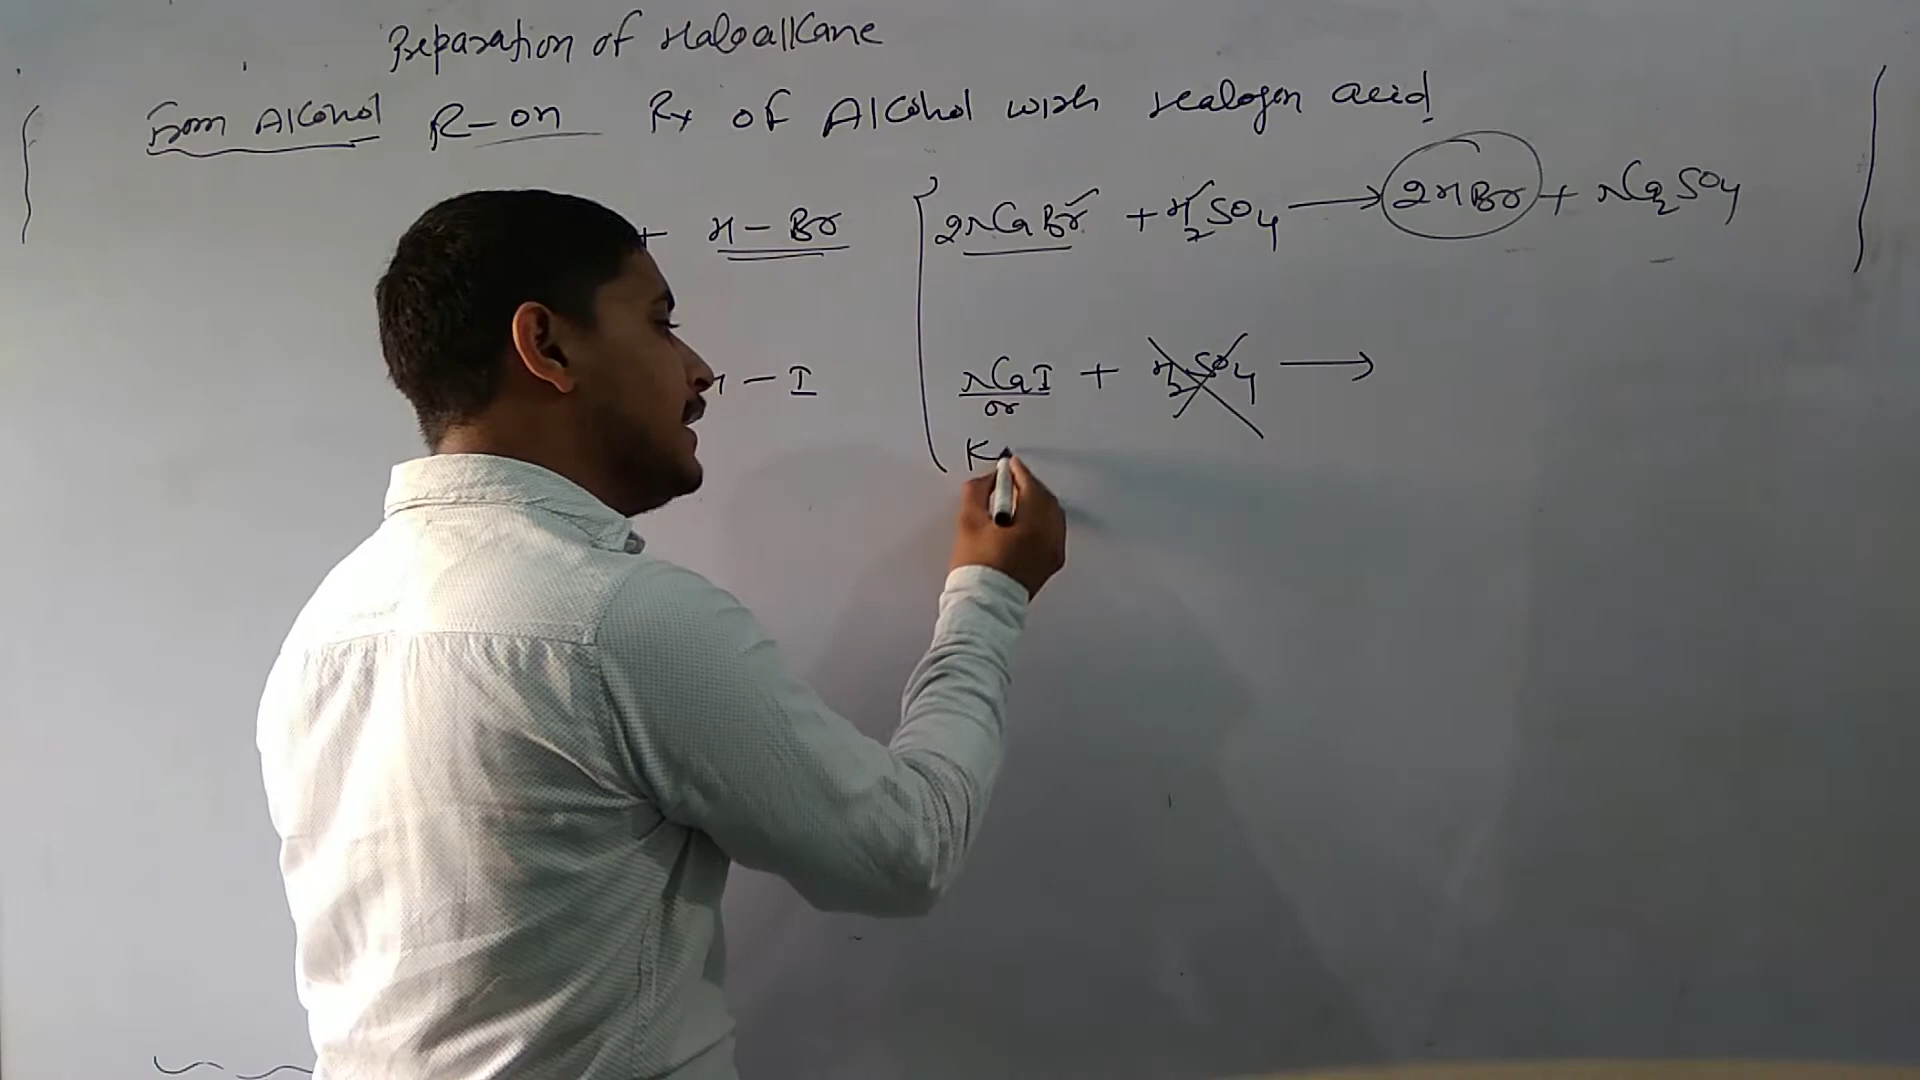 Preparation of Haloalkane
From Alcohol R-OH Rx of Alcohol with Halogen acid
+ H-Br 2NaBr + H2SO4 → 2HBr + Na2SO4
H-I NaI + H2SO4 →
or
K